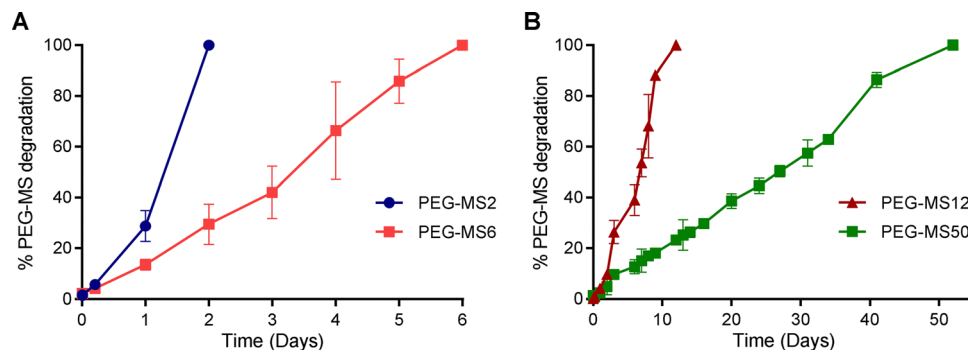 A
% PEG-MS degradation
100
80
60
40
20
0
0 1 2 3 4 5 6
Time (Days)
PEG-MS2
PEG-MS6
B
% PEG-MS degradation
100
80
60
40
20
0
0 10 20 30 40 50
Time (Days)
PEG-MS12
PEG-MS50